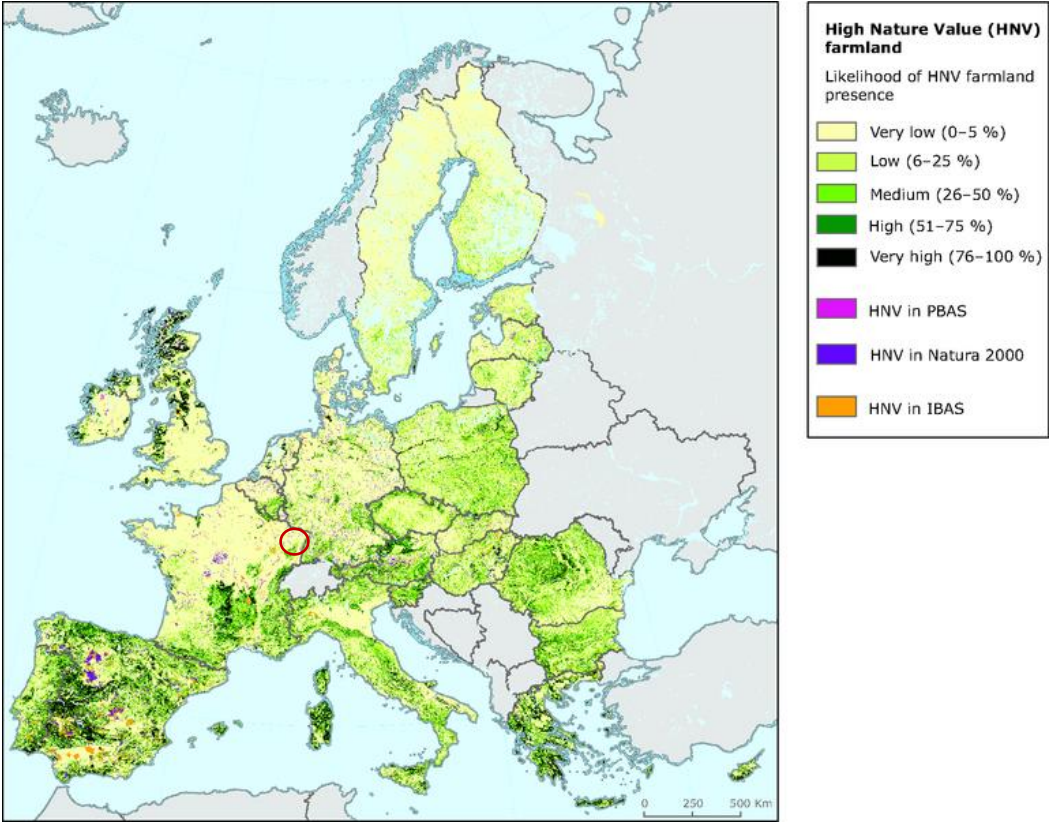 High Nature Value (HNV)
farmland
Likelihood of HNV farmland
presence
Very low (0–5 %)
Low (6–25 %)
Medium (26–50 %)
High (51–75 %)
Very high (76–100 %)
HNV in PBAS
HNV in Natura 2000
HNV in IBAS
0 250 500 Km